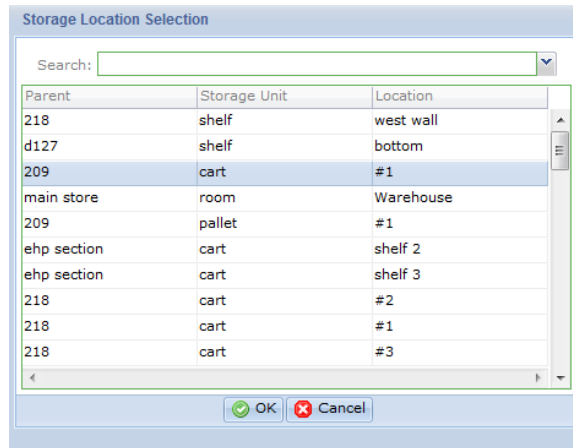 Storage Location Selection
Search:
Parent Storage Unit Location
218 shelf west wall
d127 shelf bottom
209 cart #1
main store room Warehouse
209 pallet #1
ehp section cart shelf 2
ehp section cart shelf 3
218 cart #2
218 cart #1
218 cart #3
OK Cancel